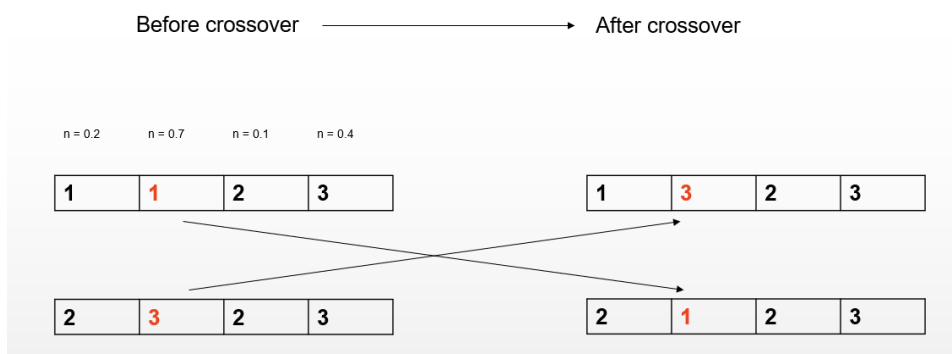 Before crossover After crossover
n = 0.2 n = 0.7 n = 0.1 n = 0.4
1 1 2 3 1 3 2 3
2 3 2 3 2 1 2 3